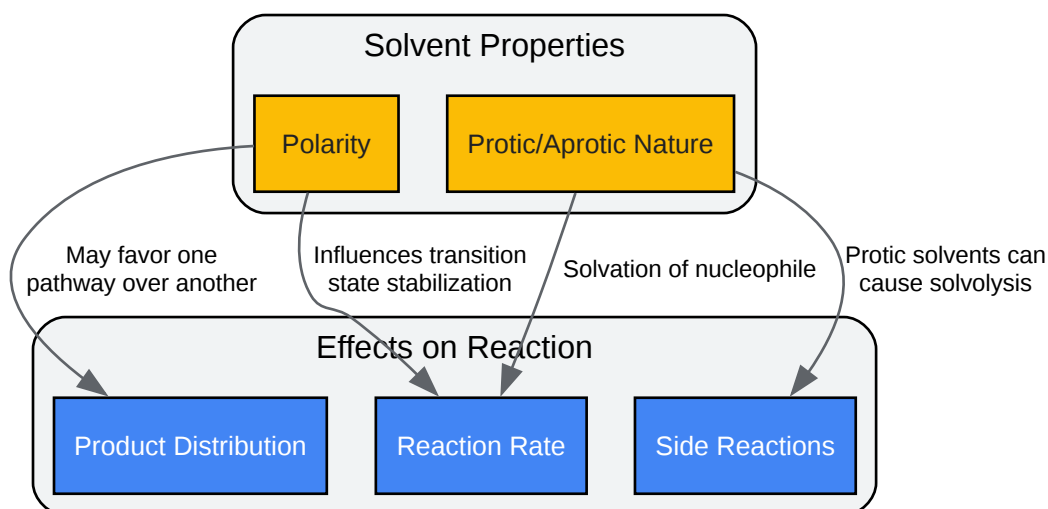 Solvent Properties
Polarity
Protic/Aprotic Nature
May favor one
pathway over another
Influences transition
state stabilization
Solvation of nucleophile
Protic solvents can
cause solvolysis
Effects on Reaction
Product Distribution
Reaction Rate
Side Reactions